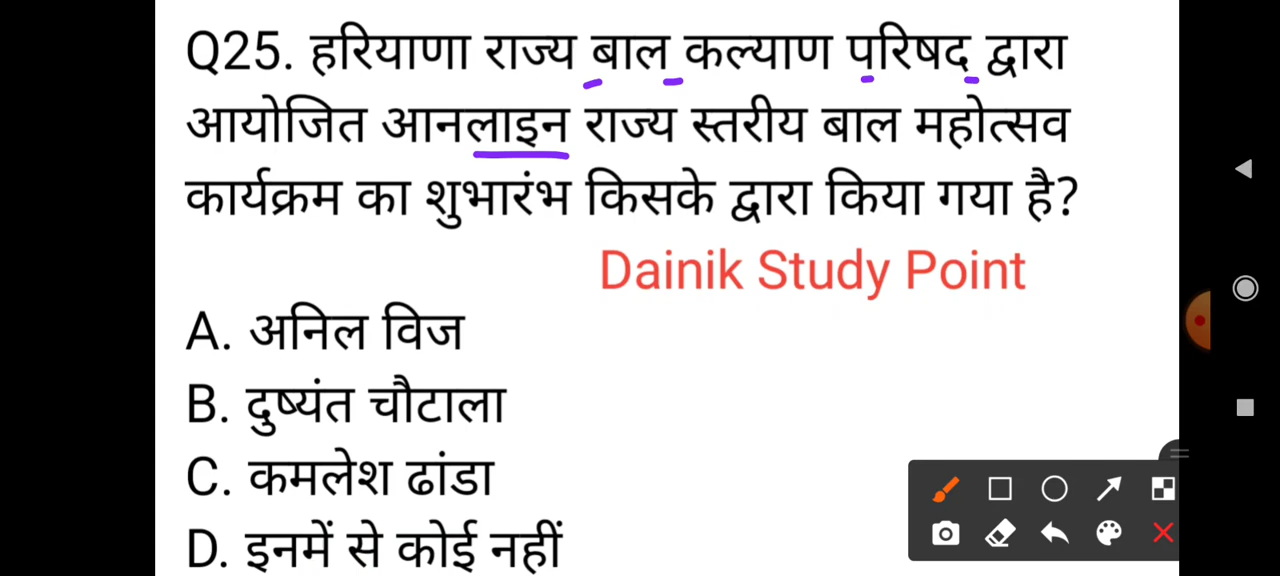 Q25. हरियाणा राज्य बाल कल्याण परिषद द्वारा
आयोजित आनलाइन राज्य स्तरीय बाल महोत्सव
कार्यक्रम का शुभारंभ किसके द्वारा किया गया है?
Dainik Study Point
A. अनिल विज
B. दुष्यंत चौटाला
C. कमलेश ढांडा
D. इनमें से कोई नहीं